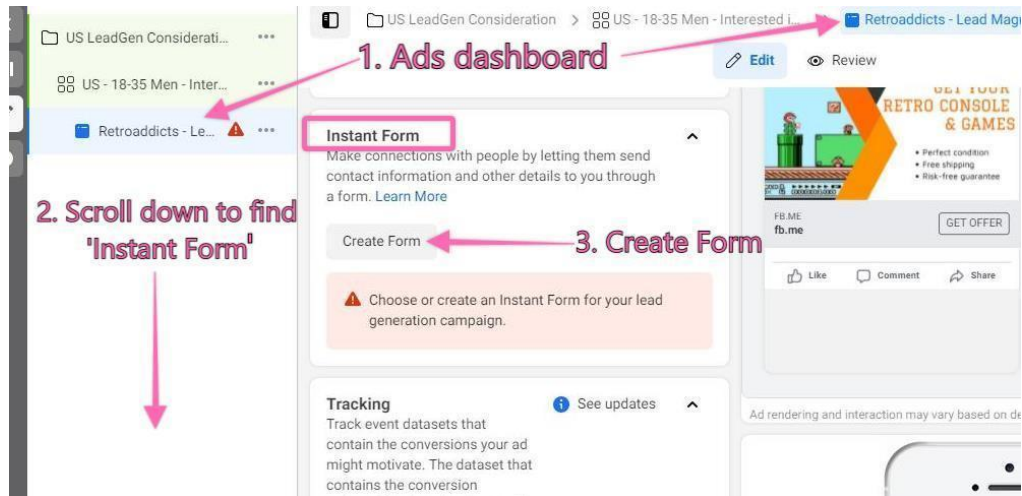 US LeadGen Considerati...
US - 18-35 Men - Inter...
Retroaddicts - Le...
US LeadGen Consideration > US - 18-35 Men - Interested i...
Retroaddicts - Lead Mag
1. Ads dashboard
Edit
Review
2. Scroll down to find
'Instant Form'
Instant Form
Make connections with people by letting them send
contact information and other details to you through
a form. Learn More
Create Form
3. Create Form
Choose or create an Instant Form for your lead
generation campaign.
Tracking
See updates
Track event datasets that
contain the conversions your ad
might motivate. The dataset that
contains the conversion
GET YOUR
RETRO CONSOLE
& GAMES
• Perfect condition
• Free shipping
• Risk-free guarantee
FB.ME
fb.me
GET OFFER
Like
Comment
Share
Ad rendering and interaction may vary based on de